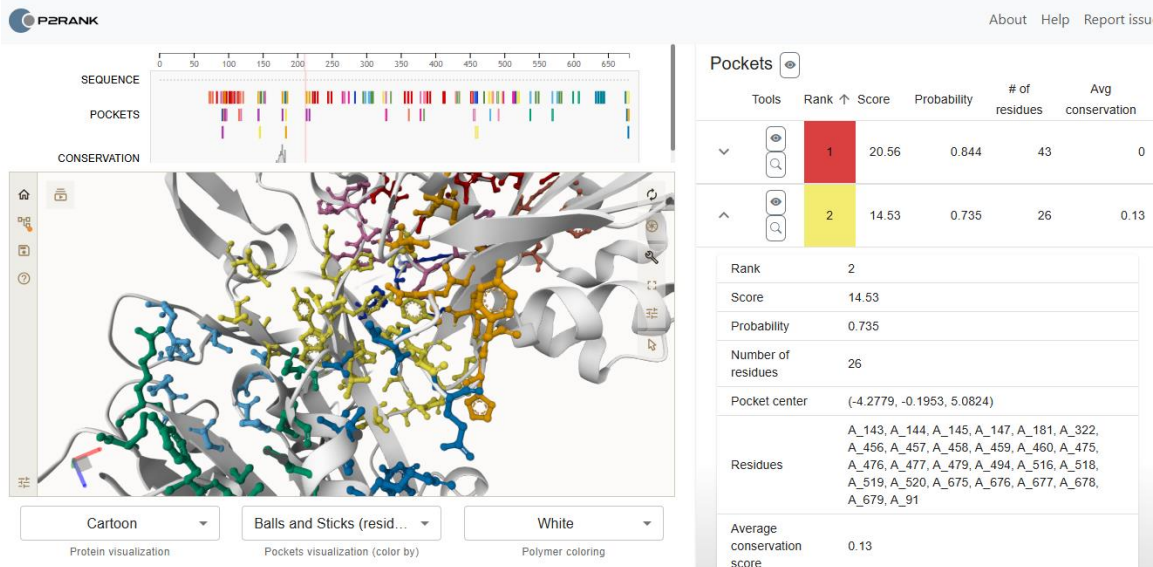 P2RANK
About Help Report issu
0 50 100 150 200 250 300 350 400 450 500 550 600 650
SEQUENCE
POCKETS
CONSERVATION
Cartoon
Protein visualization
Balls and Sticks (resid...
Pockets visualization (color by)
White
Polymer coloring
Pockets
Tools Rank ↑ Score Probability # of residues Avg conservation
1 20.56 0.844 43 0
2 14.53 0.735 26 0.13
Rank 2
Score 14.53
Probability 0.735
Number of
residues 26
Pocket center (-4.2779, -0.1953, 5.0824)
Residues
A_143, A_144, A_145, A_147, A_181, A_322,
A_456, A_457, A_458, A_459, A_460, A_475,
A_476, A_477, A_479, A_494, A_516, A_518,
A_519, A_520, A_675, A_676, A_677, A_678,
A_679, A_91
Average
conservation 0.13
score